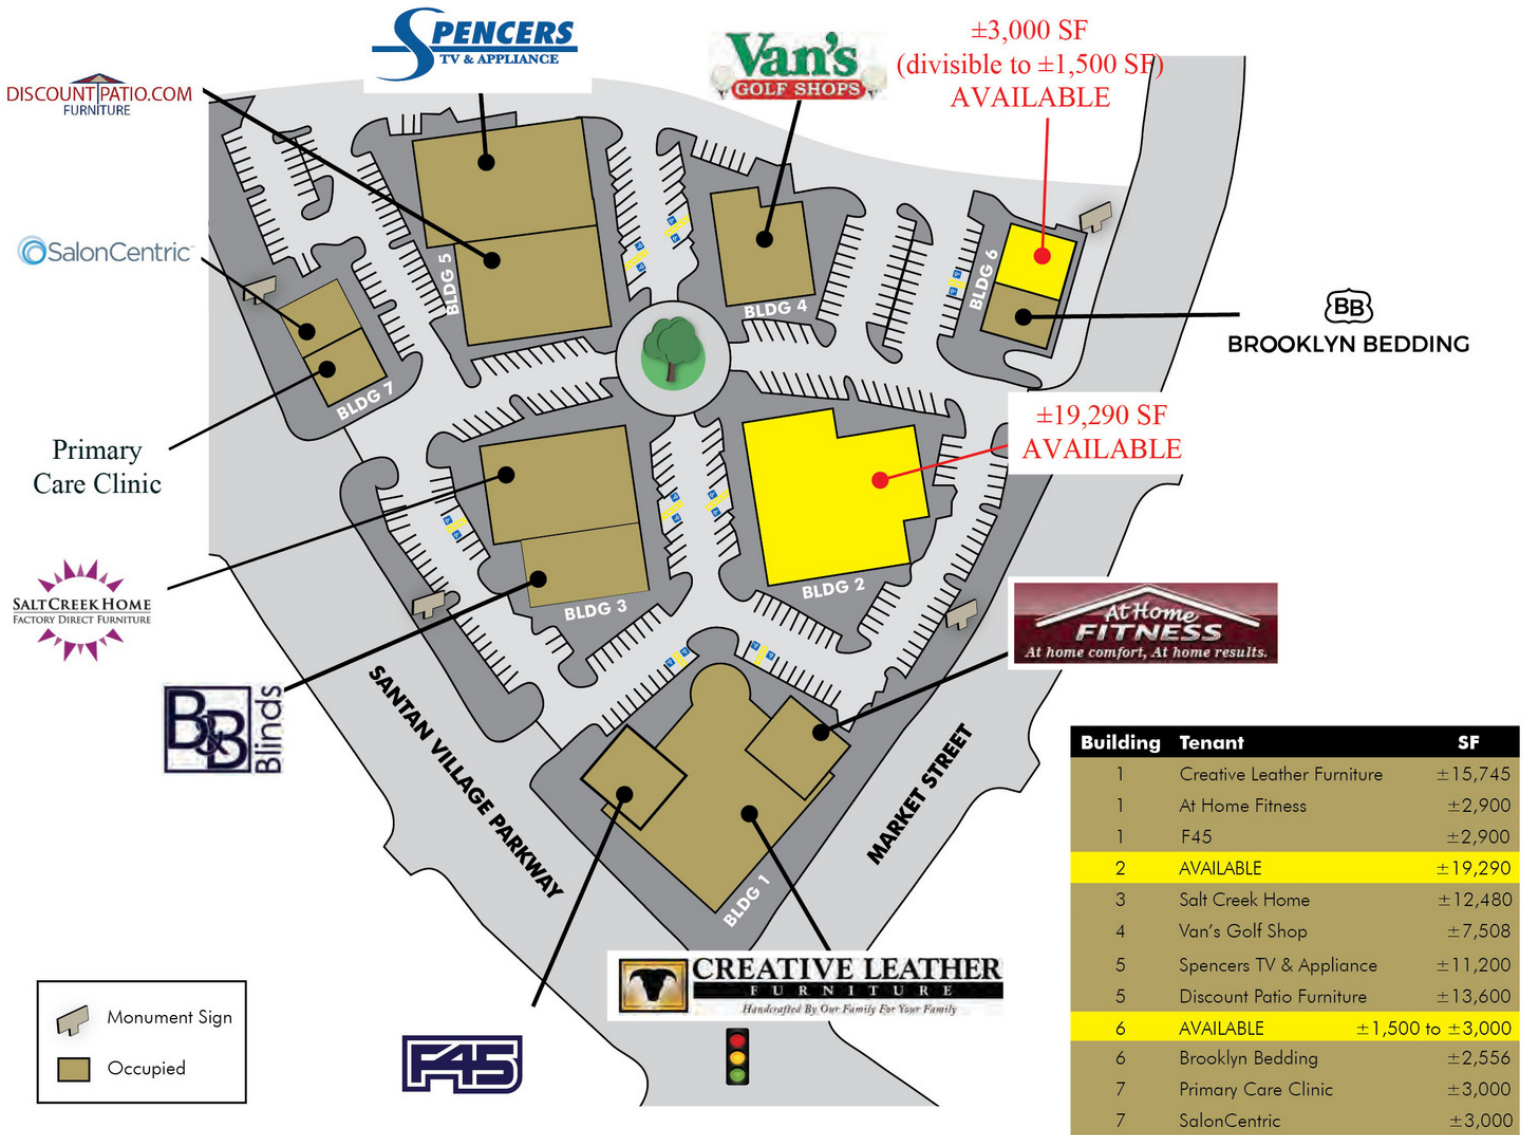 SPENCERS
TV & APPLIANCE
Van's
GOLF SHOPS
±3,000 SF
(divisible to ±1,500 SF)
AVAILABLE
DISCOUNTPATIO.COM
FURNITURE
SalonCentric
BLDG 5
BLDG 4
BLDG 6
BB
BROOKLYN BEDDING
BLDG 7
±19,290 SF
AVAILABLE
Primary
Care Clinic
SALT CREEK HOME
FACTORY DIRECT FURNITURE
BLDG 3
BLDG 2
At Home
FITNESS
At home comfort, At home results.
B&B
Blinds
SANTAN VILLAGE PARKWAY
MARKET STREET
BLDG 1
Building Tenant SF
1 Creative Leather Furniture ±15,745
1 At Home Fitness ±2,900
1 F45 ±2,900
2 AVAILABLE ±19,290
3 Salt Creek Home ±12,480
4 Van's Golf Shop ±7,508
5 Spencers TV & Appliance ±11,200
5 Discount Patio Furniture ±13,600
6 AVAILABLE ±1,500 to ±3,000
6 Brooklyn Bedding ±2,556
7 Primary Care Clinic ±3,000
7 SalonCentric ±3,000
CREATIVE LEATHER
FURNITURE
Handcrafted By Our Family For Your Family
F45
Monument Sign
Occupied